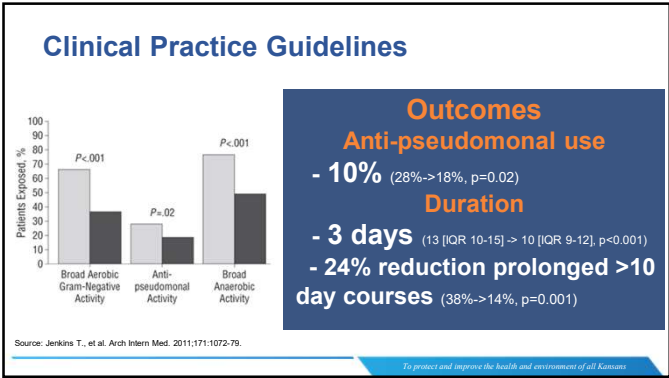 Clinical Practice Guidelines
Patients Exposed, %
100
90
80
70
60
50
40
30
20
10
0
P<.001
P=.02
P<.001
Broad Aerobic
Gram-Negative
Activity
Anti-
pseudomonal
Activity
Broad
Anaerobic
Activity
Outcomes
Anti-pseudomonal use
- 10% (28%->18%, p=0.02)
Duration
- 3 days (13 [IQR 10-15] -> 10 [IQR 9-12], p<0.001)
- 24% reduction prolonged >10
day courses (38%->14%, p=0.001)
Source: Jenkins T., et al. Arch Intern Med. 2011;171:1072-79.
To protect and improve the health and environment of all Kansans